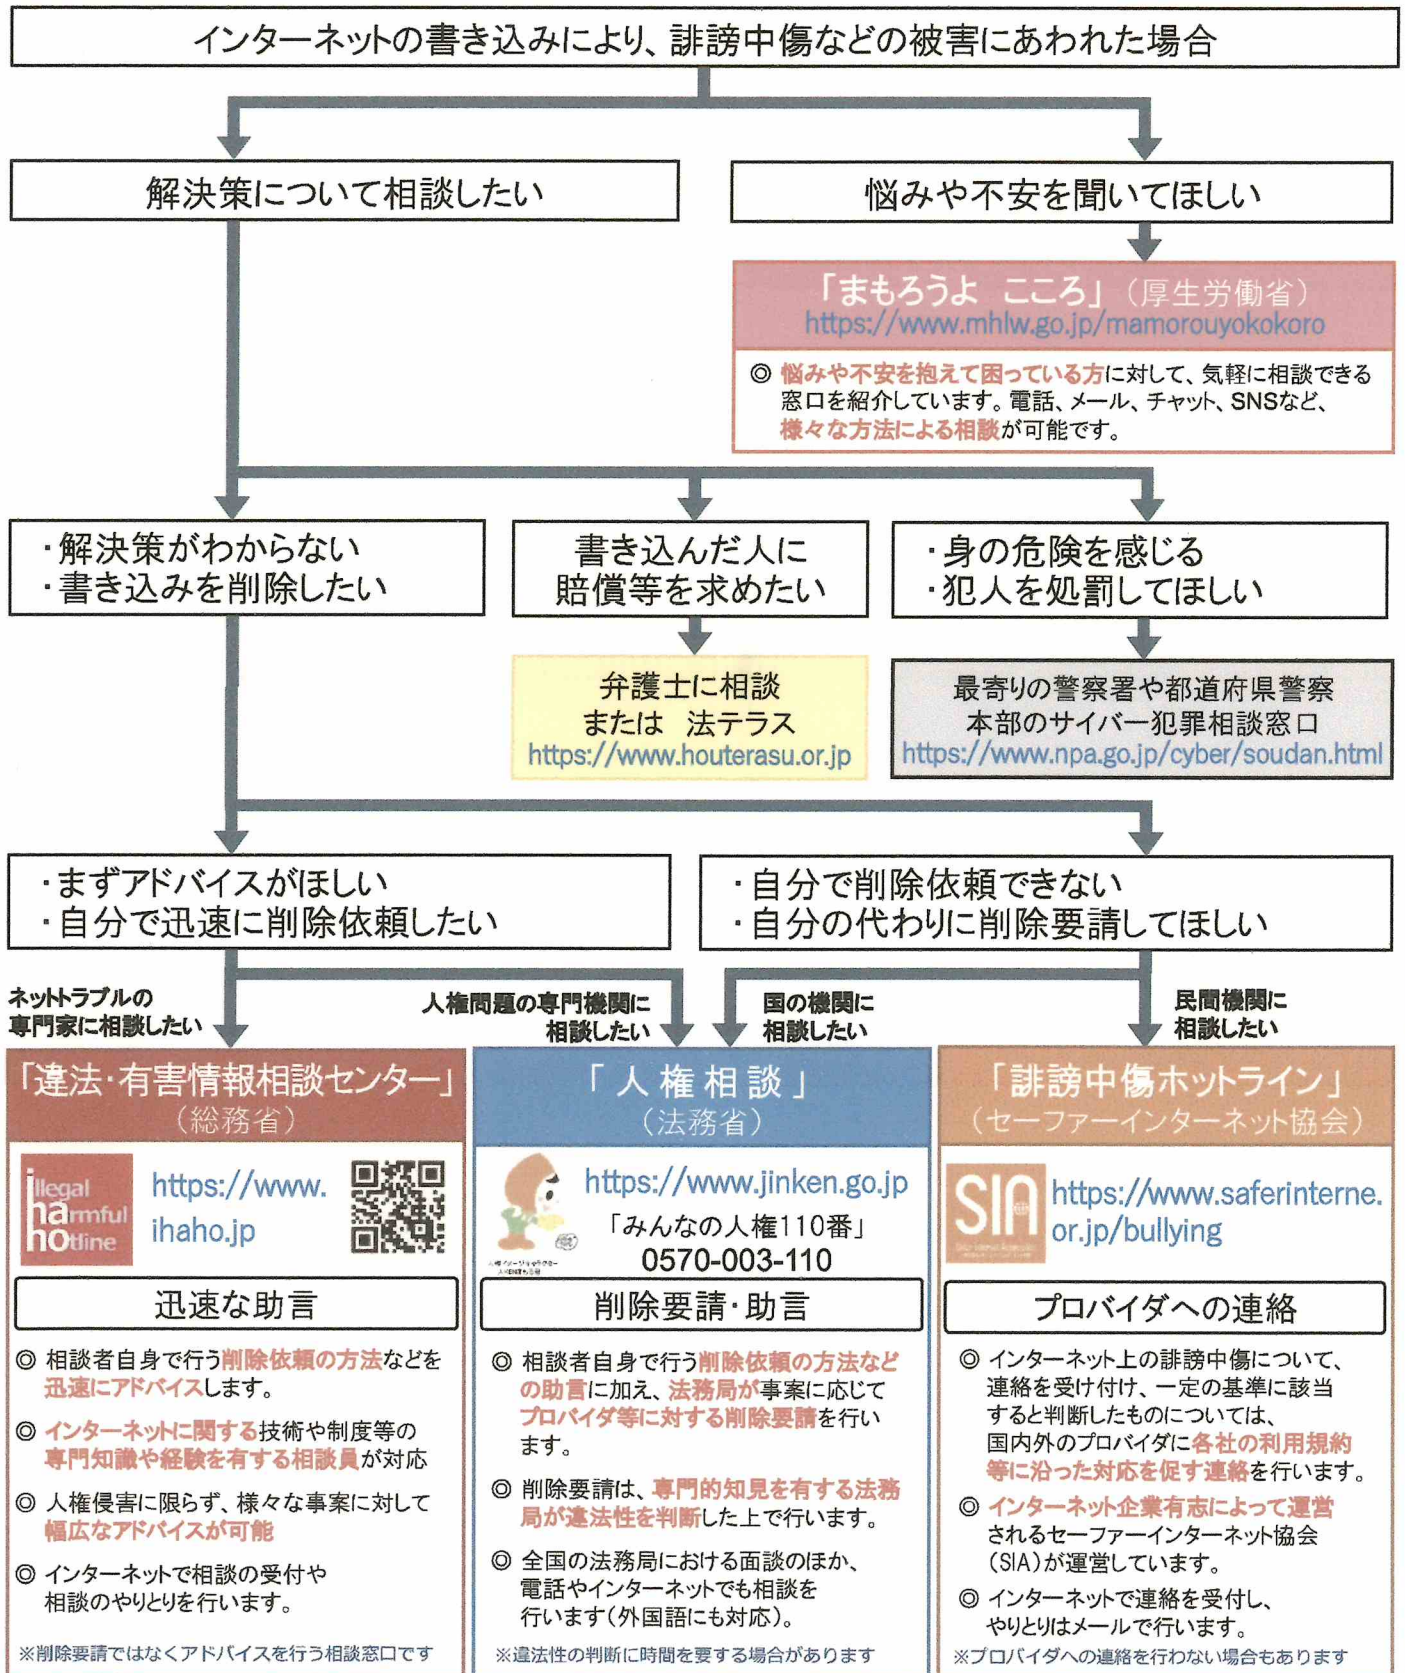 インターネットの書き込みにより、誹謗中傷などの被害にあわれた場合
解決策について相談したい
悩みや不安を聞いてほしい
「まもろうよ　こころ」（厚生労働省）
https://www.mhlw.go.jp/mamorouyokokoro
◎ 悩みや不安を抱えて困っている方に対して、気軽に相談できる
窓口を紹介しています。電話、メール、チャット、SNSなど、
様々な方法による相談が可能です。
・解決策がわからない
・書き込みを削除したい
書き込んだ人に
賠償等を求めたい
・身の危険を感じる
・犯人を処罰してほしい
弁護士に相談
または　法テラス
https://www.houterasu.or.jp
最寄りの警察署や都道府県警察
本部のサイバー犯罪相談窓口
https://www.npa.go.jp/cyber/soudan.html
・まずアドバイスがほしい
・自分で迅速に削除依頼したい
・自分で削除依頼できない
・自分の代わりに削除要請してほしい
ネットトラブルの
専門家に相談したい
人権問題の専門機関に
相談したい
国の機関に
相談したい
民間機関に
相談したい
「違法・有害情報相談センター」
（総務省）
illegal
harmful
hotline
https://www.
ihaho.jp
迅速な助言
◎ 相談者自身で行う削除依頼の方法などを
迅速にアドバイスします。
◎ インターネットに関する技術や制度等の
専門知識や経験を有する相談員が対応
◎ 人権侵害に限らず、様々な事案に対して
幅広なアドバイスが可能
◎ インターネットで相談の受付や
相談のやりとりを行います。
※削除要請ではなくアドバイスを行う相談窓口です
「人権相談」
（法務省）
https://www.jinken.go.jp
「みんなの人権110番」
0570-003-110
削除要請・助言
◎ 相談者自身で行う削除依頼の方法など
の助言に加え、法務局が事案に応じて
プロバイダ等に対する削除要請を行い
ます。
◎ 削除要請は、専門的知見を有する法務
局が違法性を判断した上で行います。
◎ 全国の法務局における面談のほか、
電話やインターネットでも相談を
行います（外国語にも対応）。
※違法性の判断に時間を要する場合があります
「誹謗中傷ホットライン」
（セーファーインターネット協会）
SIA
https://www.saferinterne.
or.jp/bullying
プロバイダへの連絡
◎ インターネット上の誹謗中傷について、
連絡を受け付け、一定の基準に該当
すると判断したものについては、
国内外のプロバイダに各社の利用規約
等に沿った対応を促す連絡を行います。
◎ インターネット企業有志によって運営
されるセーファーインターネット協会
（SIA）が運営しています。
◎ インターネットで連絡を受付し、
やりとりはメールで行います。
※プロバイダへの連絡を行わない場合もあります